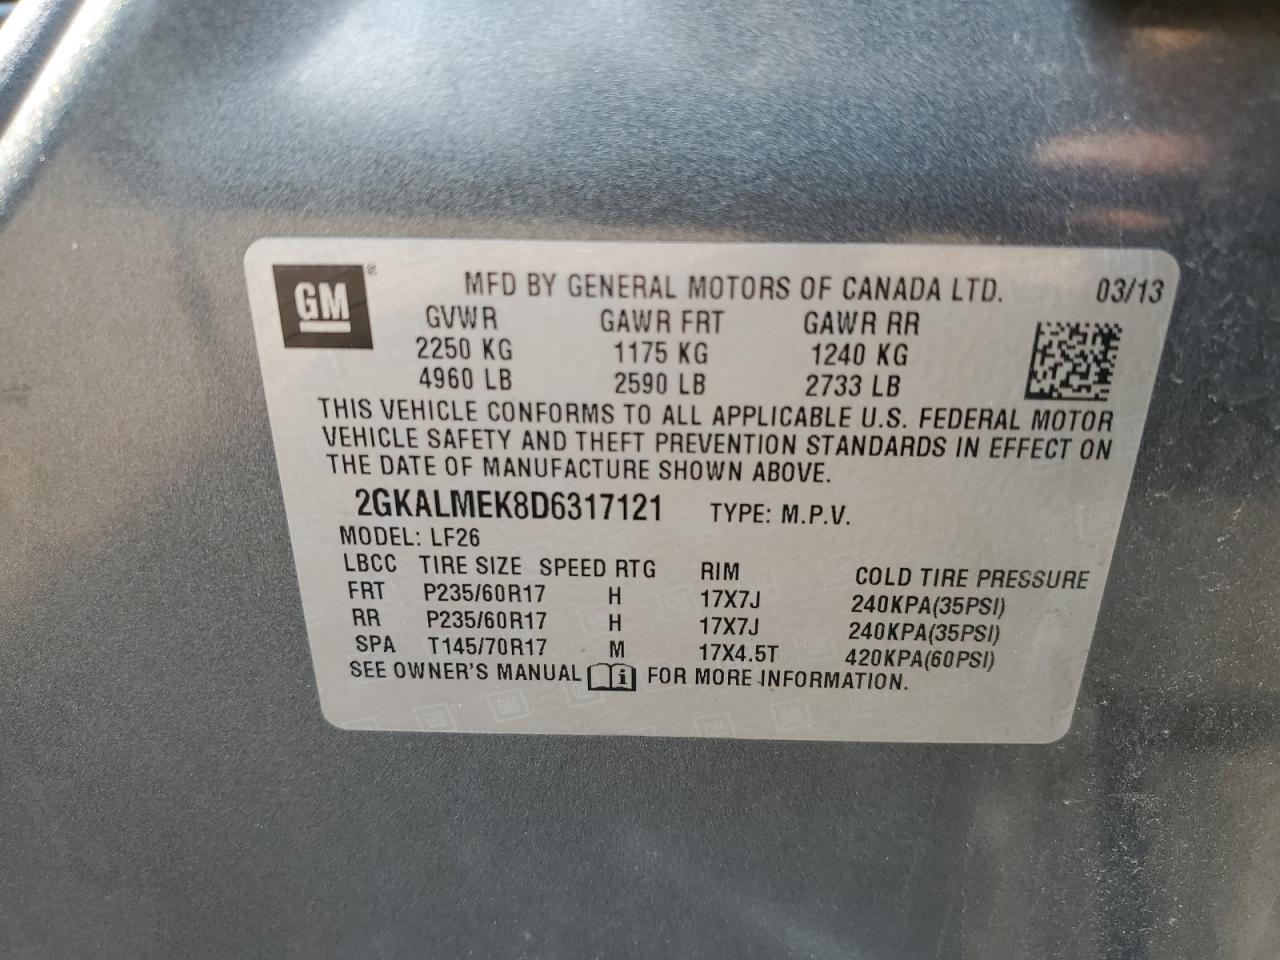 GM ®
MFD BY GENERAL MOTORS OF CANADA LTD. 03/13
GVWR GAWR FRT GAWR RR
2250 KG 1175 KG 1240 KG
4960 LB 2590 LB 2733 LB
THIS VEHICLE CONFORMS TO ALL APPLICABLE U.S. FEDERAL MOTOR
VEHICLE SAFETY AND THEFT PREVENTION STANDARDS IN EFFECT ON
THE DATE OF MANUFACTURE SHOWN ABOVE.
2GKALMEK8D6317121 TYPE: M.P.V.
MODEL: LF26
LBCC TIRE SIZE SPEED RTG RIM COLD TIRE PRESSURE
FRT P235/60R17 H 17X7J 240KPA(35PSI)
RR P235/60R17 H 17X7J 240KPA(35PSI)
SPA T145/70R17 M 17X4.5T 420KPA(60PSI)
SEE OWNER'S MANUAL i FOR MORE INFORMATION.